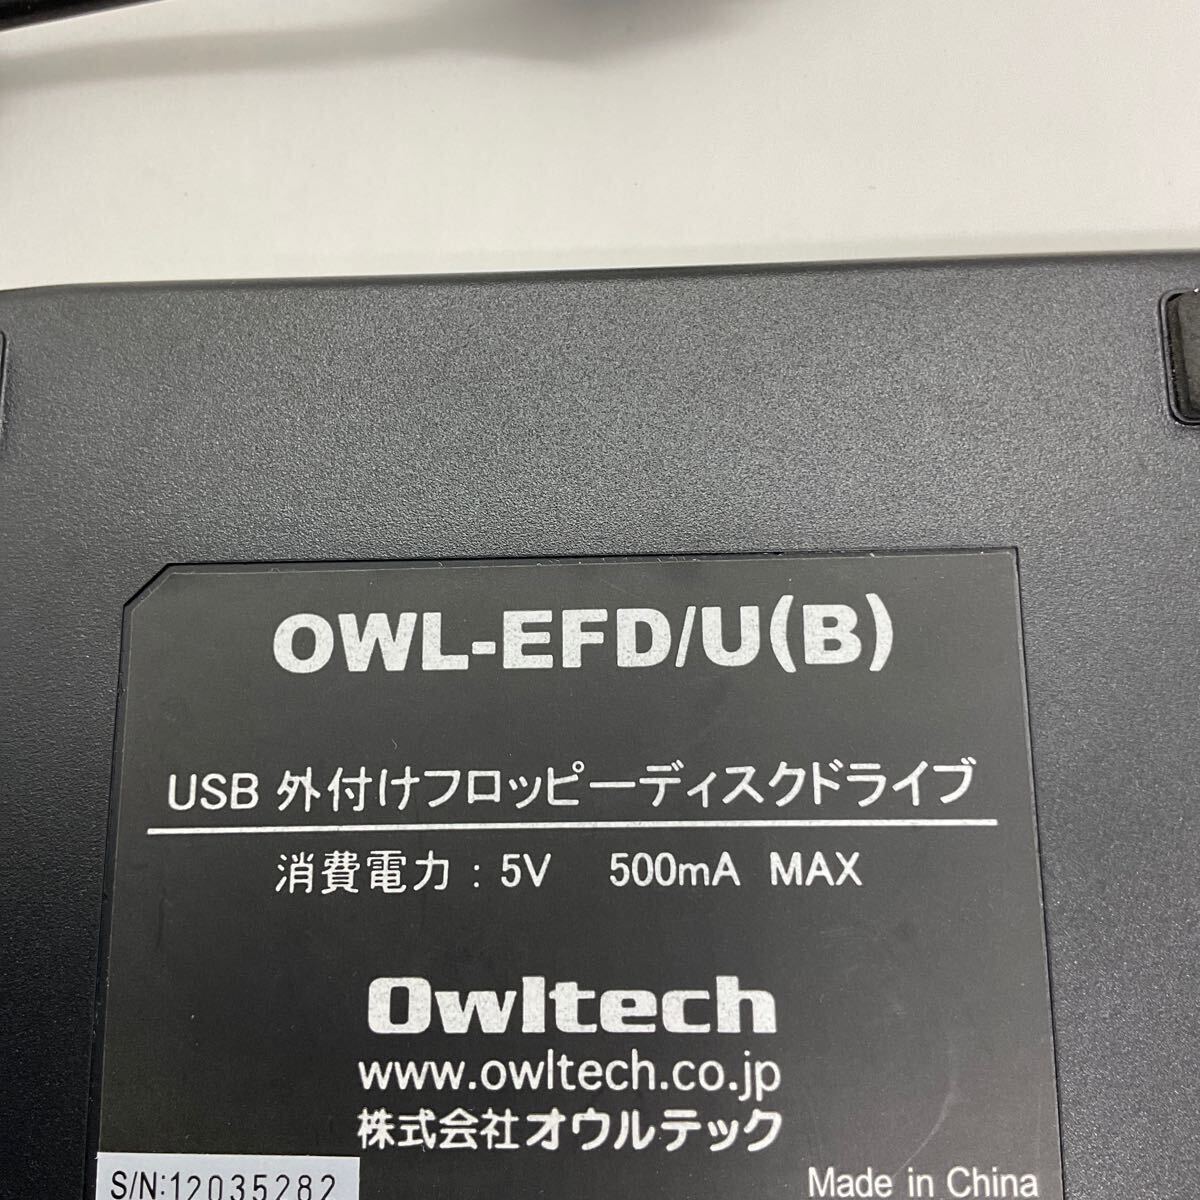 OWL-EFD/U(B)
USB 外付けフロッピーディスクドライブ
消費電力 : 5V 500mA MAX
Owltech
www.owltech.co.jp
株式会社オウルテック
S/N:12035282
Made in China